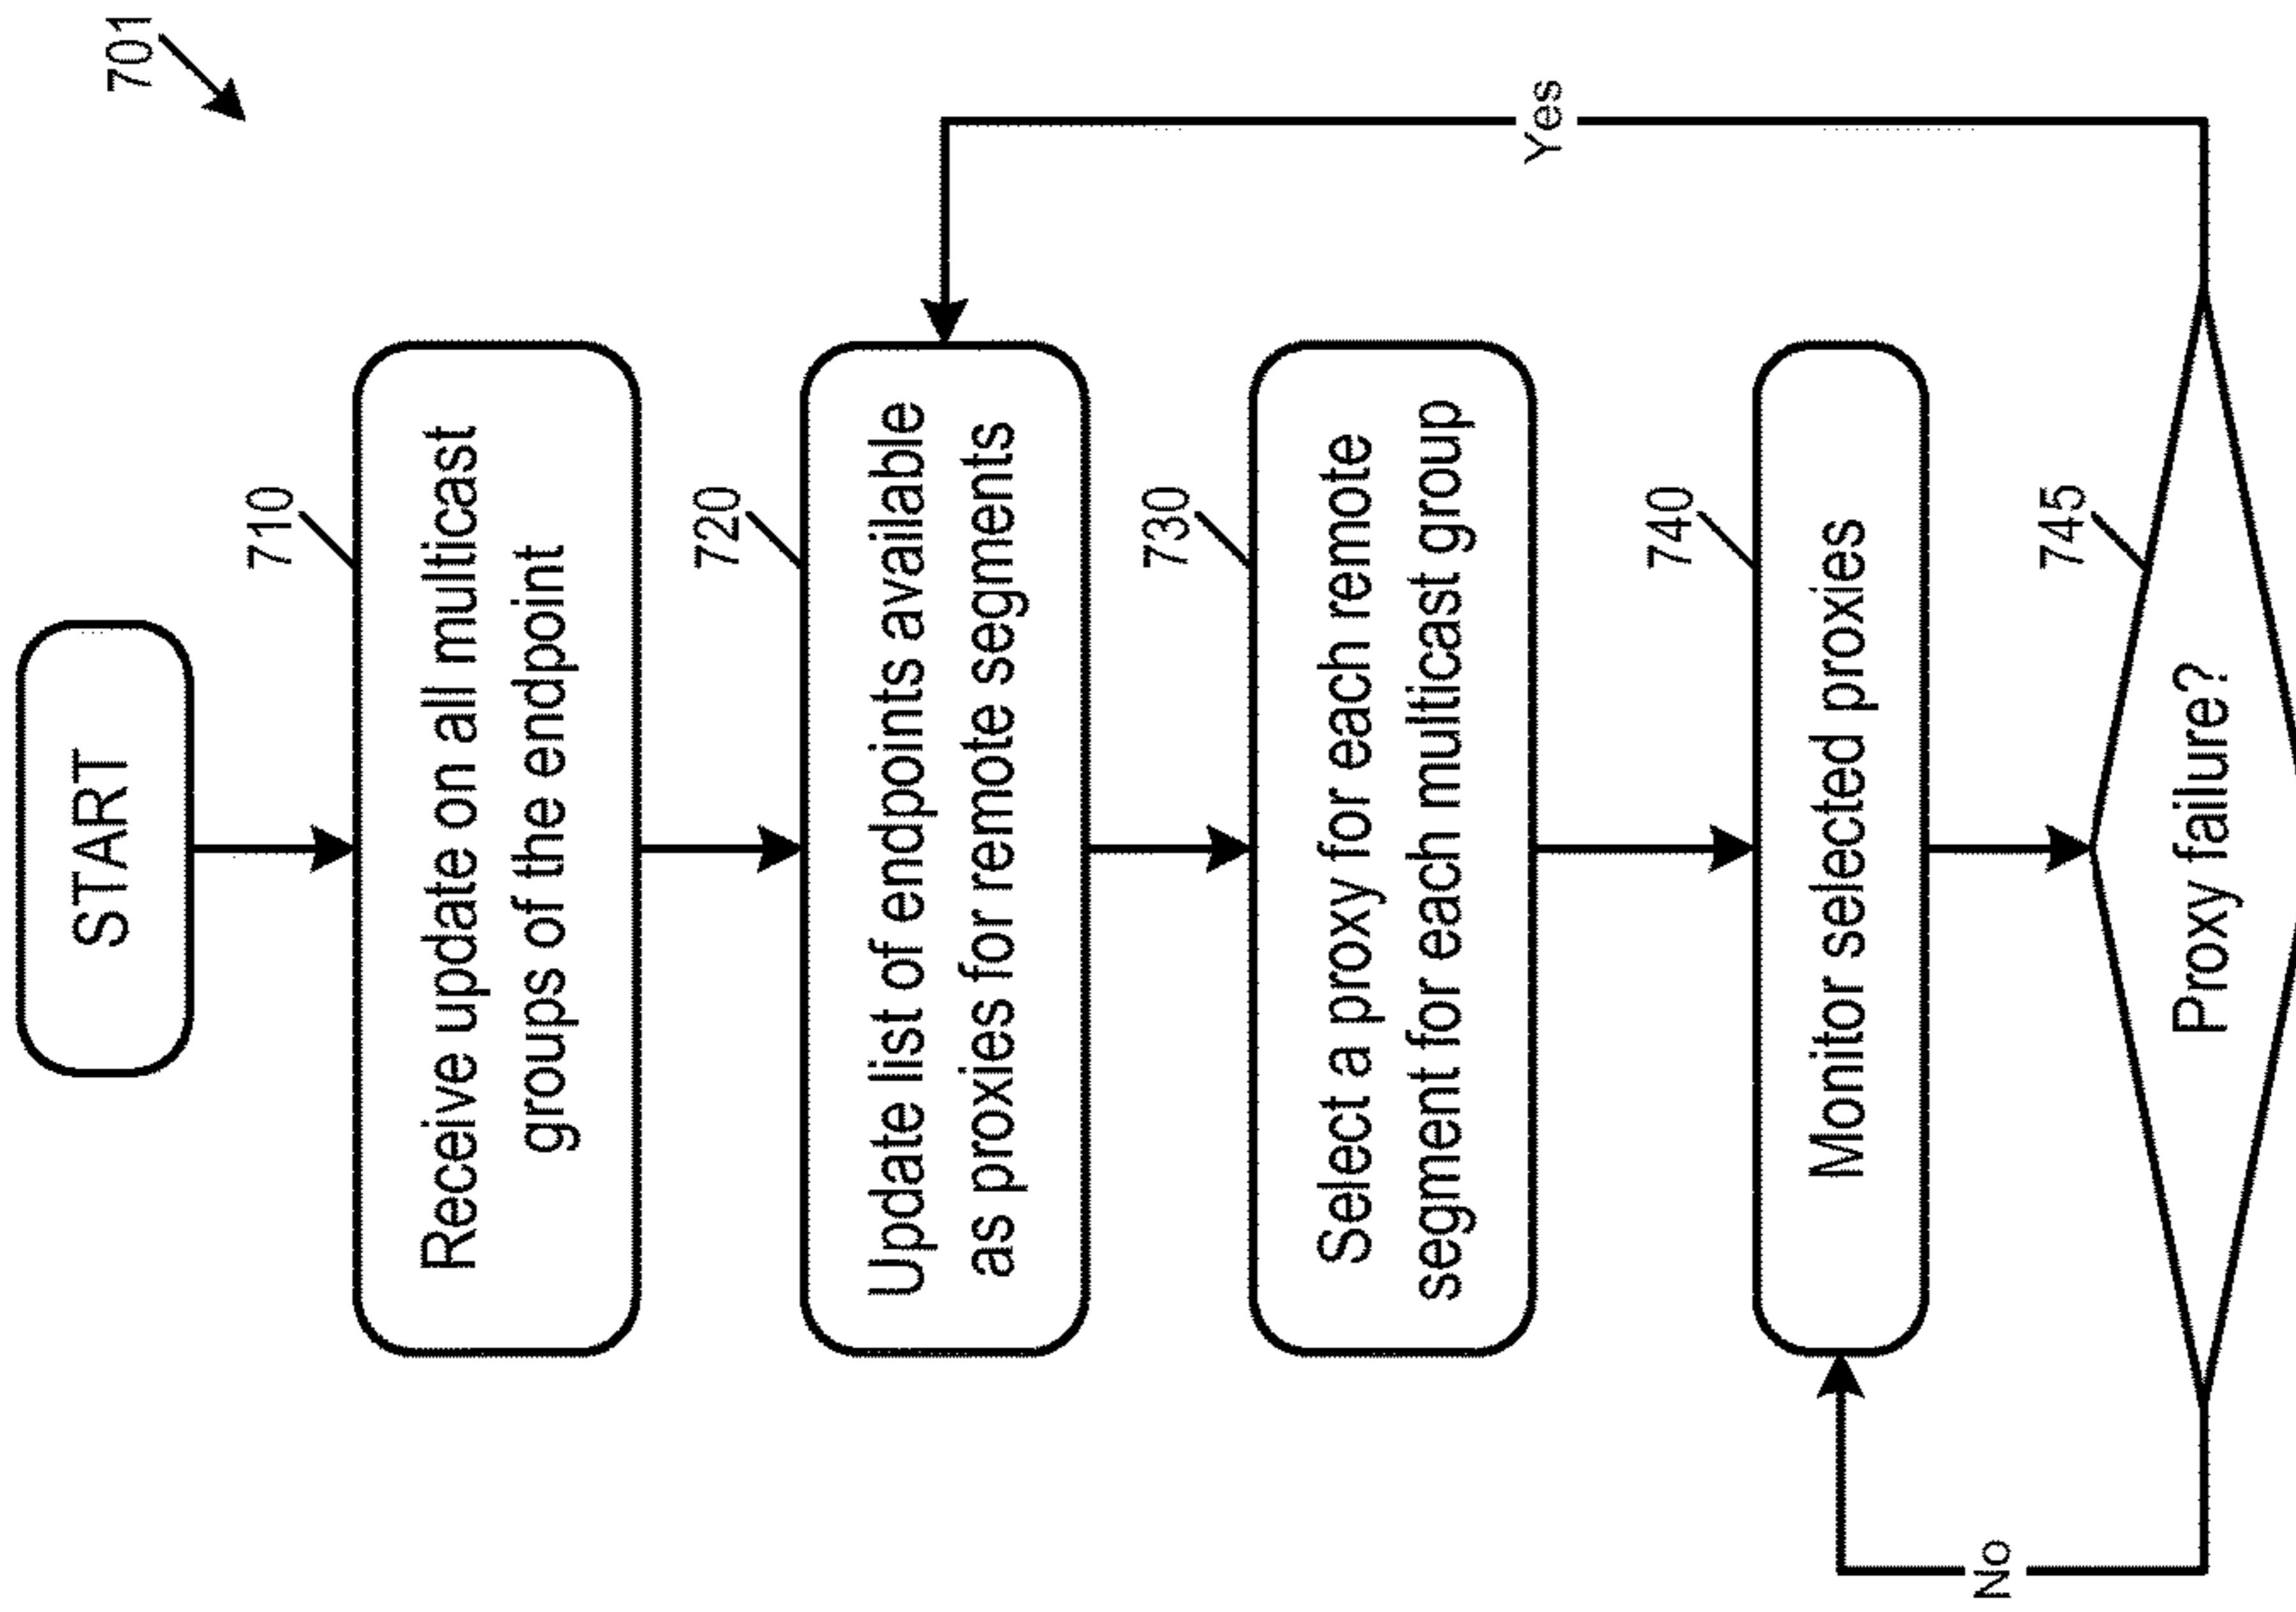 701
START
710
Receive update on all multicast
groups of the endpoint
720
Update list of endpoints available
as proxies for remote segments
730
Select a proxy for each remote
segment for each multicast group
740
Monitor selected proxies
745
Proxy failure?
Yes
No